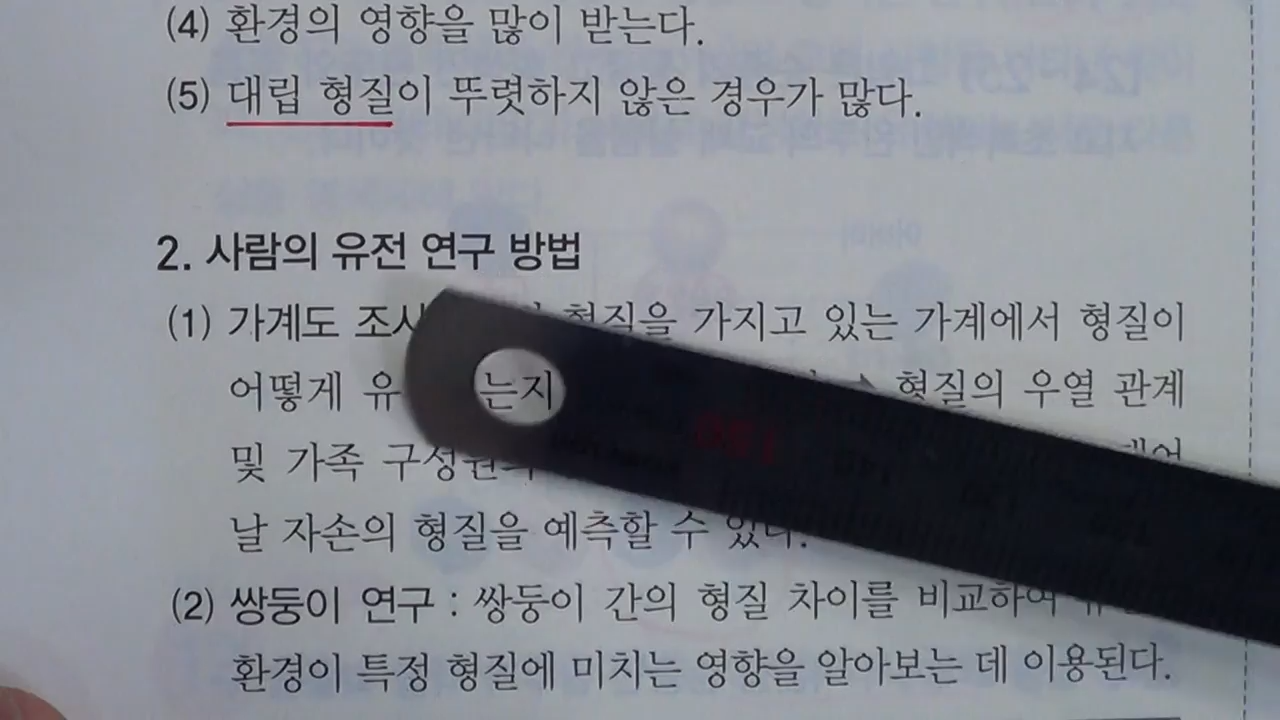 (4) 환경의 영향을 많이 받는다.
(5) 대립 형질이 뚜렷하지 않은 경우가 많다.
2. 사람의 유전 연구 방법
(1) 가계도 조사 형질을 가지고 있는 가계에서 형질이
어떻게 유 는지 형질의 우열 관계
및 가족 구성원의
날 자손의 형질을 예측할 수 있다.
(2) 쌍둥이 연구 : 쌍둥이 간의 형질 차이를 비교하여
환경이 특정 형질에 미치는 영향을 알아보는 데 이용된다.